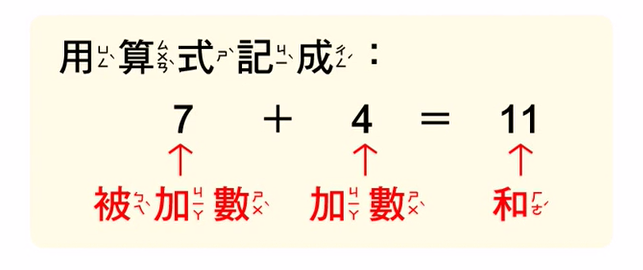 用ㄩㄥˋ算ㄙㄨㄢˋ式ㄕˋ記ㄐㄧˋ成ㄔㄥˊ：
7 + 4 = 11
↑ ↑ ↑
被ㄅㄟˋ加ㄐㄧㄚ數ㄕㄨˋ 加ㄐㄧㄚ數ㄕㄨˋ 和ㄏㄜˊ